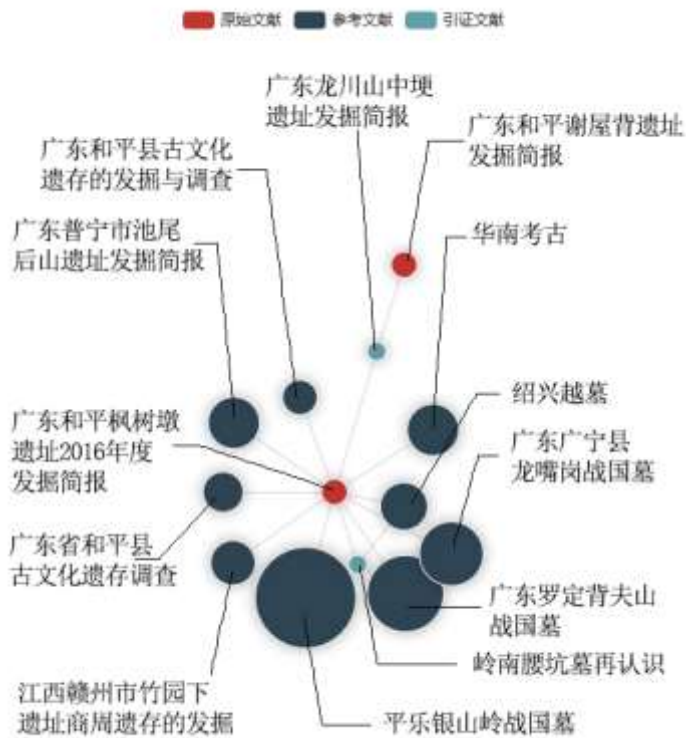 原始文献 参考文献 引证文献
广东龙川山中埂
遗址发掘简报
广东和平谢屋背遗址
发掘简报
广东和平县古文化
遗存的发掘与调查
广东普宁市池尾
后山遗址发掘简报
华南考古
绍兴越墓
广东和平枫树墩
遗址2016年度
发掘简报
广东广宁县
龙嘴岗战国墓
广东省和平县
古文化遗存调查
广东罗定背夫山
战国墓
岭南腰坑墓再认识
江西赣州市竹园下
遗址商周遗存的发掘
平乐银山岭战国墓